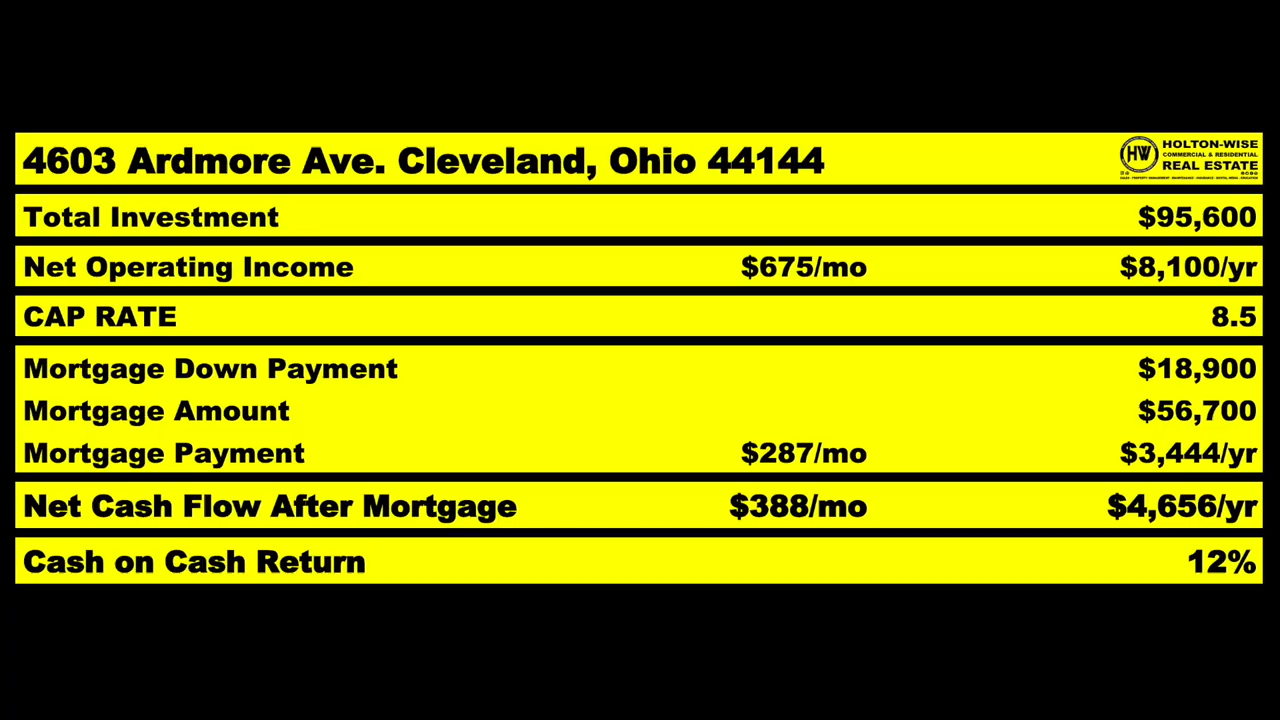 4603 Ardmore Ave. Cleveland, Ohio 44144
HW
HOLTON-WISE
COMMERCIAL & RESIDENTIAL
REAL ESTATE
Total Investment $95,600
Net Operating Income $675/mo $8,100/yr
CAP RATE 8.5
Mortgage Down Payment $18,900
Mortgage Amount $56,700
Mortgage Payment $287/mo $3,444/yr
Net Cash Flow After Mortgage $388/mo $4,656/yr
Cash on Cash Return 12%